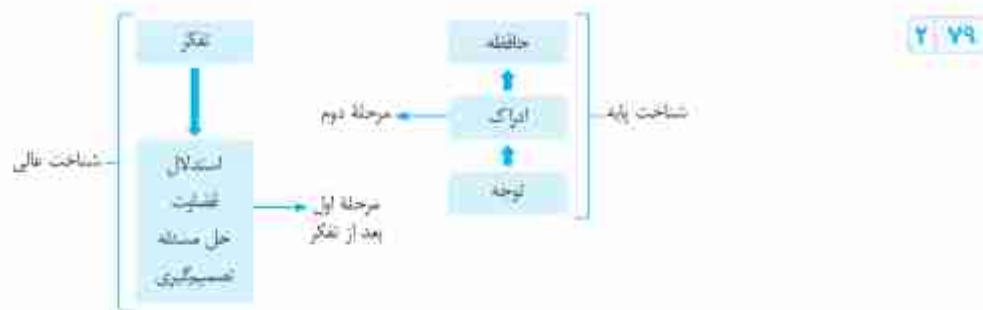 ۷۹ ۲
شناخت پایه
حافظه
ادراک
مرحلهٔ دوم
توجه
تفکر
استدلال
قضاوت
حل مسئله
تصمیم‌گیری
مرحلهٔ اول
بعد از تفکر
شناخت عالی